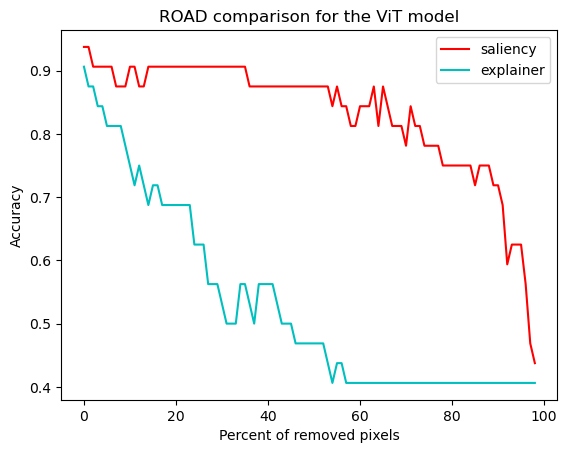 ROAD comparison for the ViT model
saliency
explainer
Accuracy
0.9
0.8
0.7
0.6
0.5
0.4
0
20
40
60
80
100
Percent of removed pixels